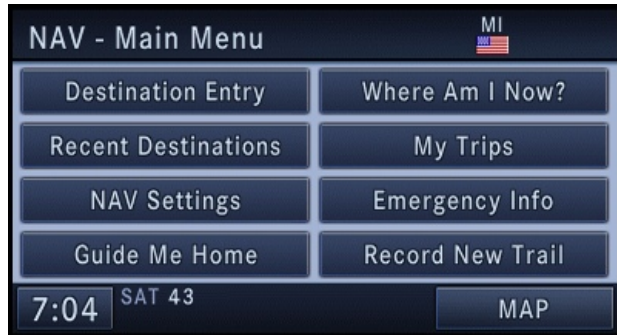 NAV - Main Menu MI
Destination Entry Where Am I Now?
Recent Destinations My Trips
NAV Settings Emergency Info
Guide Me Home Record New Trail
7:04 SAT 43 MAP